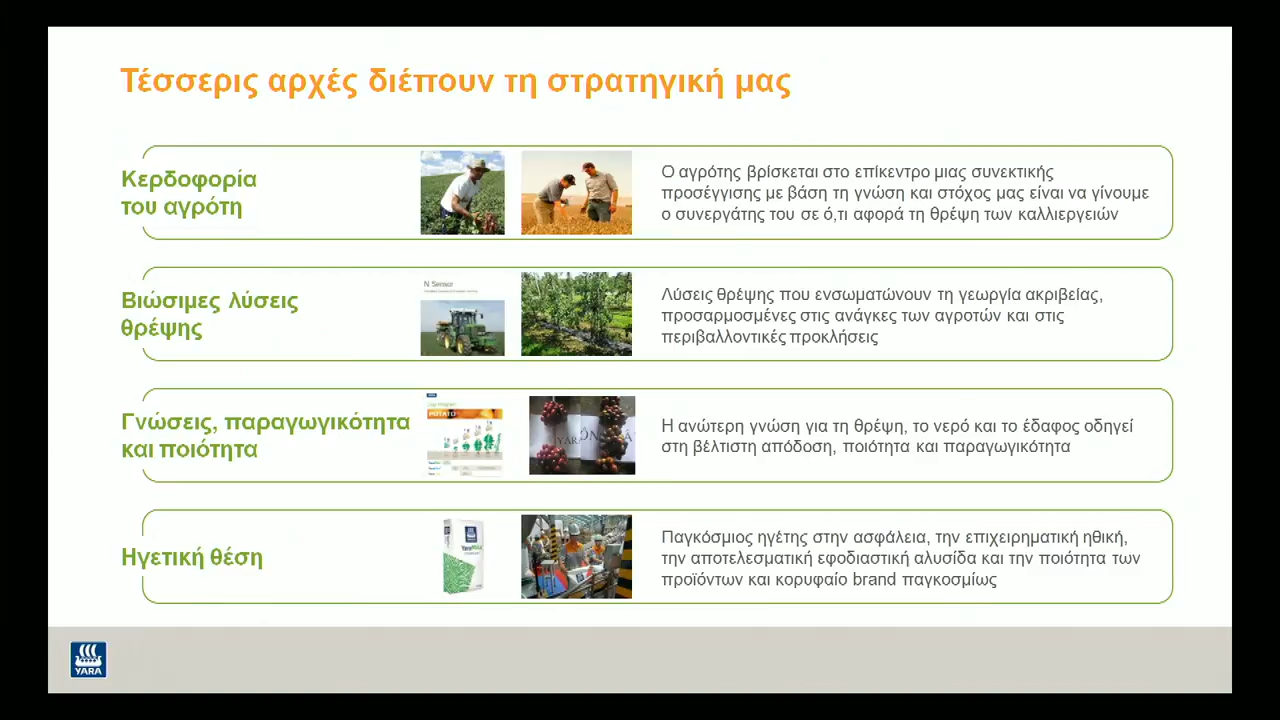 Τέσσερις αρχές διέπουν τη στρατηγική μας
Κερδοφορία
του αγρότη
Ο αγρότης βρίσκεται στο επίκεντρο μιας συνεκτικής
προσέγγισης με βάση τη γνώση και στόχος μας είναι να γίνουμε
ο συνεργάτης του σε ό,τι αφορά τη θρέψη των καλλιεργειών
Βιώσιμες λύσεις
θρέψης
N Sensor
Λύσεις θρέψης που ενσωματώνουν τη γεωργία ακριβείας,
προσαρμοσμένες στις ανάγκες των αγροτών και στις
περιβαλλοντικές προκλήσεις
Γνώσεις, παραγωγικότητα
και ποιότητα
POTATO
Η ανώτερη γνώση για τη θρέψη, το νερό και το έδαφος οδηγεί
στη βέλτιστη απόδοση, ποιότητα και παραγωγικότητα
Ηγετική θέση
Παγκόσμιος ηγέτης στην ασφάλεια, την επιχειρηματική ηθική,
την αποτελεσματική εφοδιαστική αλυσίδα και την ποιότητα των
προϊόντων και κορυφαίο brand παγκοσμίως
YARA